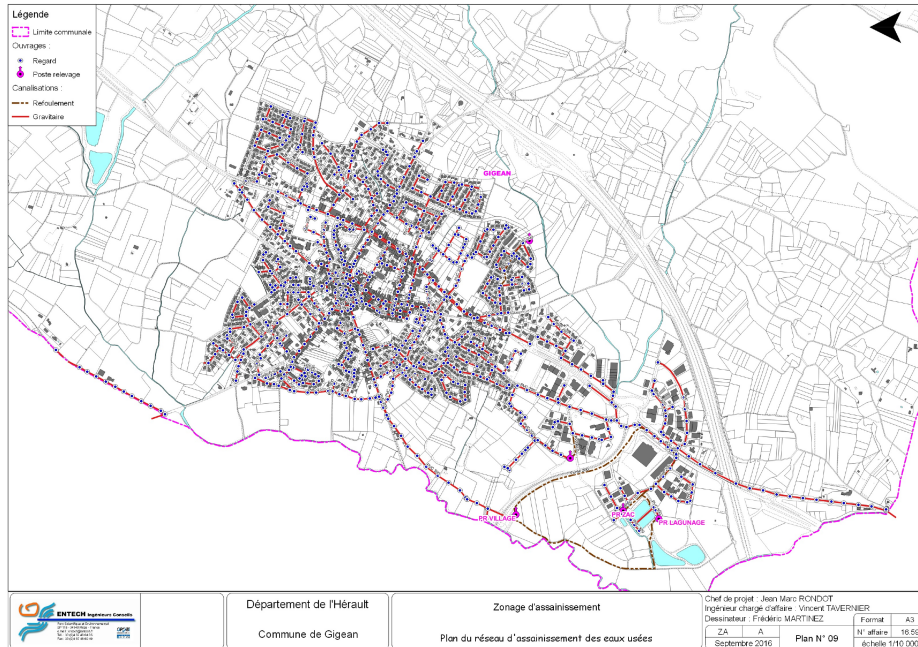 Légende
Limite communale
Ouvrages :
Regard
Poste relevage
Canalisations :
Refoulement
Gravitaire
GIGEAN
PR VILLAGE
PR ZAC
PR LAGUNAGE
ENTECH Ingénieurs Conseils
Département de l'Hérault
Commune de Gigean
Zonage d'assainissement
Plan du réseau d'assainissement des eaux usées
Chef de projet : Jean Marc RONDOT
Ingénieur chargé d'affaire : Vincent TAVERNIER
Dessinateur : Frédéric MARTINEZ
ZA A
Septembre 2016
Plan N° 09
Format A3
N° affaire
échelle 1/10 000